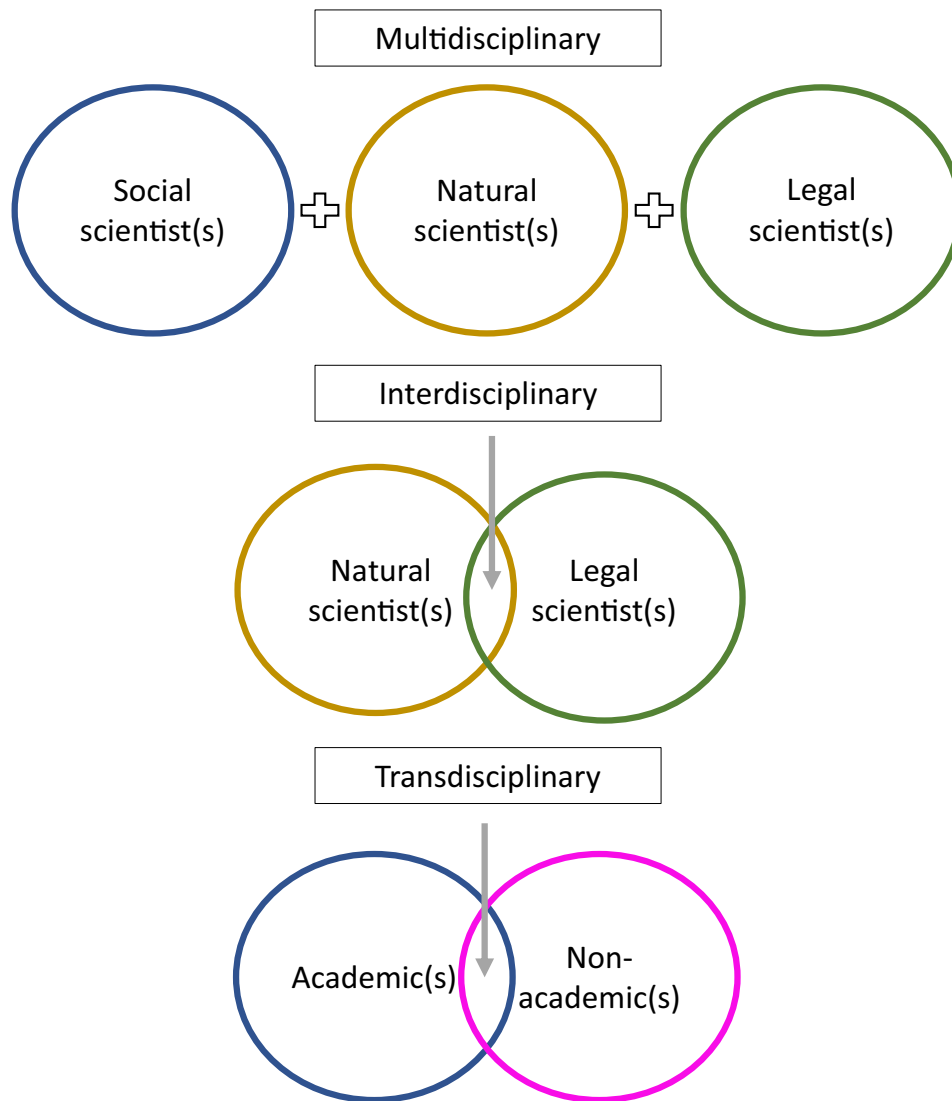 Multidisciplinary
Social
scientist(s)
Natural
scientist(s)
Legal
scientist(s)
Interdisciplinary
Natural
scientist(s)
Legal
scientist(s)
Transdisciplinary
Academic(s)
Non-
academic(s)